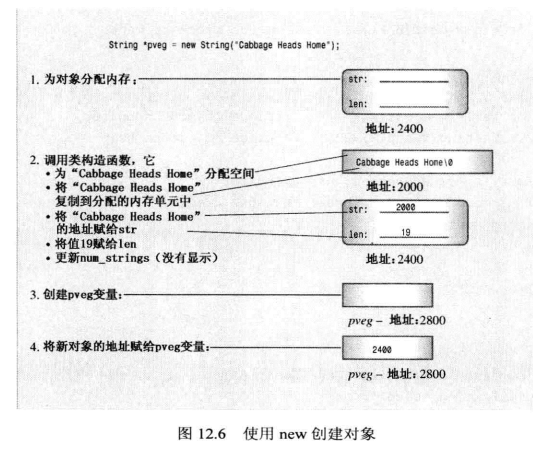 String *pveg = new String("Cabbage Heads Home");
1. 为对象分配内存：
str:
len:
地址：2400
2. 调用类构造函数，它
• 为“Cabbage Heads Home”分配空间
• 将“Cabbage Heads Home”
复制到分配的内存单元中
• 将“Cabbage Heads Home”
的地址赋给str
• 将值19赋给len
• 更新num_strings（没有显示）
Cabbage Heads Home\0
地址：2000
str: 2000
len: 19
地址：2400
3. 创建pveg变量：
pveg – 地址：2800
4. 将新对象的地址赋给pveg变量：
2400
pveg – 地址：2800
图 12.6 使用 new 创建对象